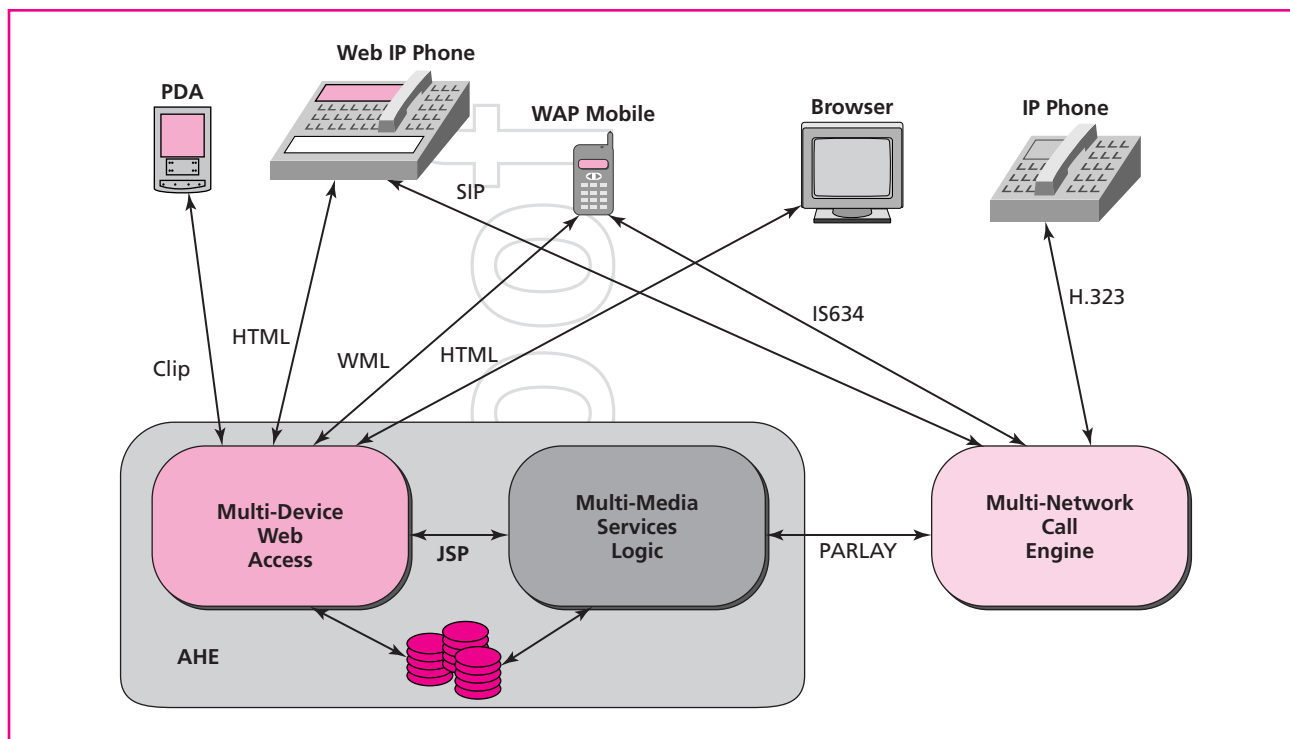 Web IP Phone
PDA
WAP Mobile
Browser
IP Phone
SIP
HTML
WML
HTML
IS634
H.323
Clip
Multi-Device
Web
Access
JSP
Multi-Media
Services
Logic
PARLAY
Multi-Network
Call
Engine
AHE